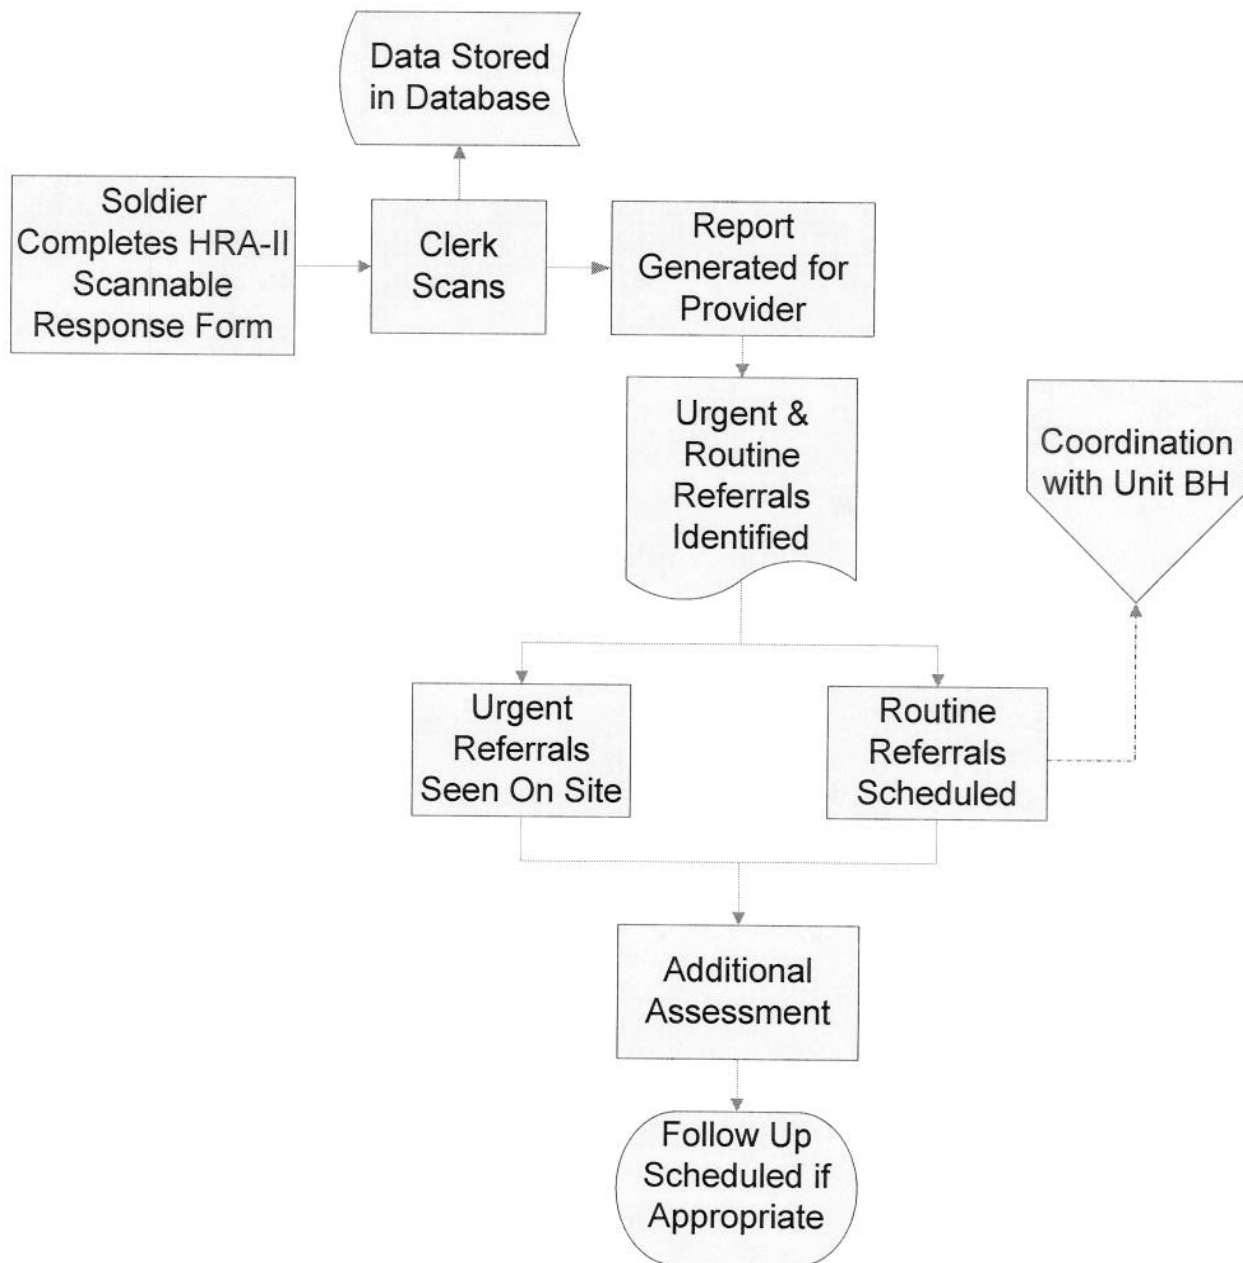 Data Stored
in Database
Soldier
Completes HRA-II
Scannable
Response Form
Clerk
Scans
Report
Generated for
Provider
Urgent &
Routine
Referrals
Identified
Coordination
with Unit BH
Urgent
Referrals
Seen On Site
Routine
Referrals
Scheduled
Additional
Assessment
Follow Up
Scheduled if
Appropriate